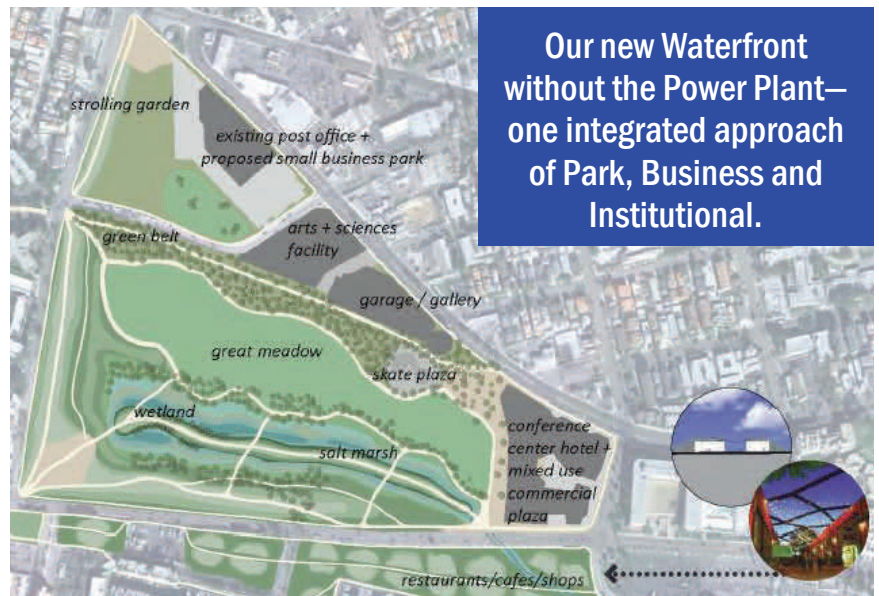 Our new Waterfront
without the Power Plant—
one integrated approach
of Park, Business and
Institutional.
strolling garden
existing post office +
proposed small business park
green belt
arts + sciences
facility
garage / gallery
great meadow
skate plaza
wetland
salt marsh
conference
center hotel +
mixed use
commercial
plaza
restaurants/cafes/shops